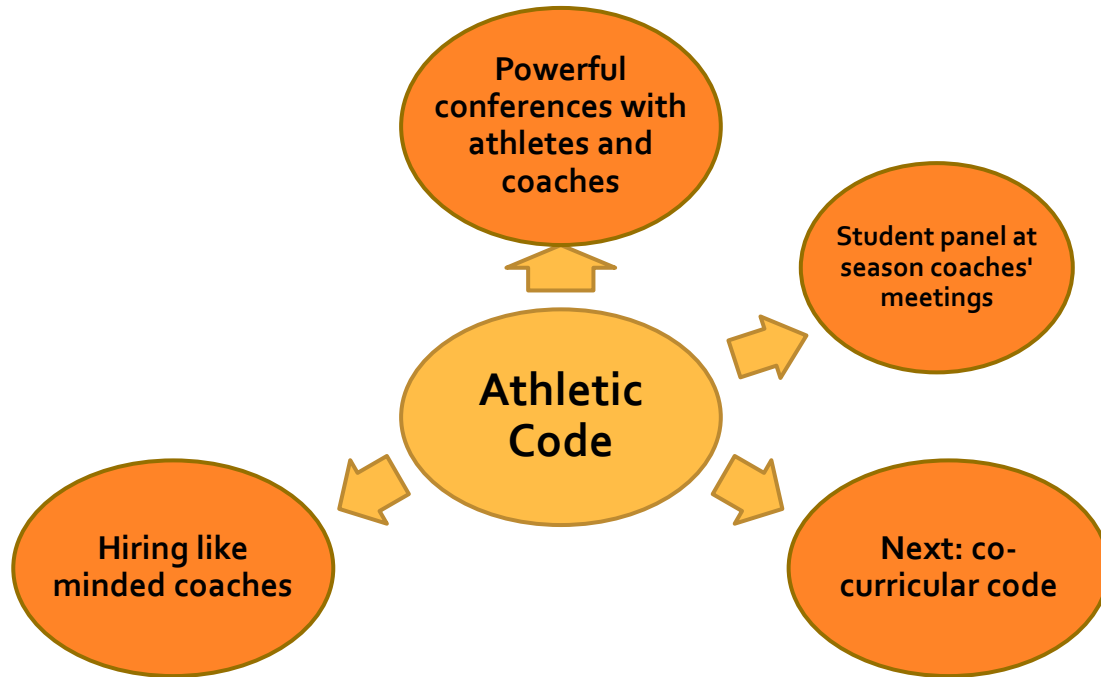 Powerful
conferences with
athletes and
coaches
Student panel at
season coaches'
meetings
Athletic
Code
Hiring like
minded coaches
Next: co-
curricular code